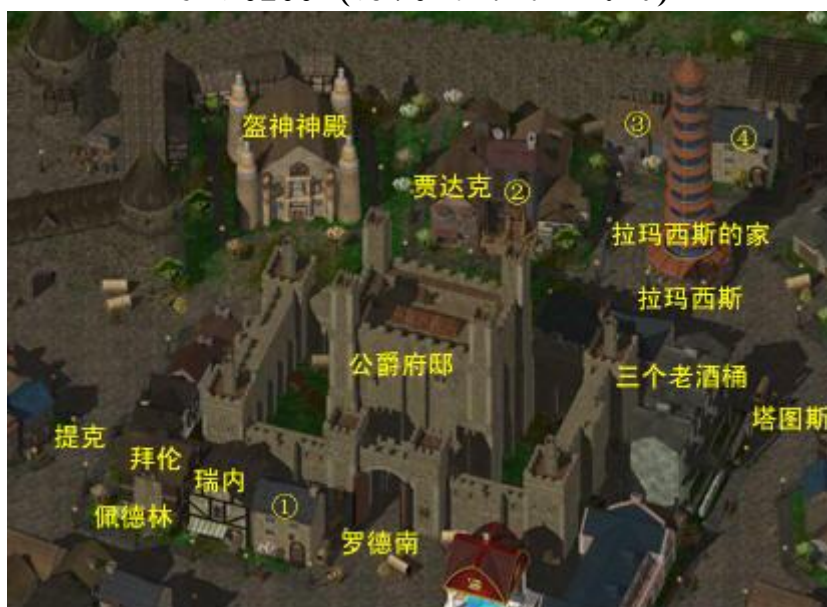 盔神神殿
③
④
贾达克
②
拉玛西斯的家
拉玛西斯
公爵府邸
三个老酒桶
塔图斯
提克
拜伦
瑞内
①
佩德林
罗德南